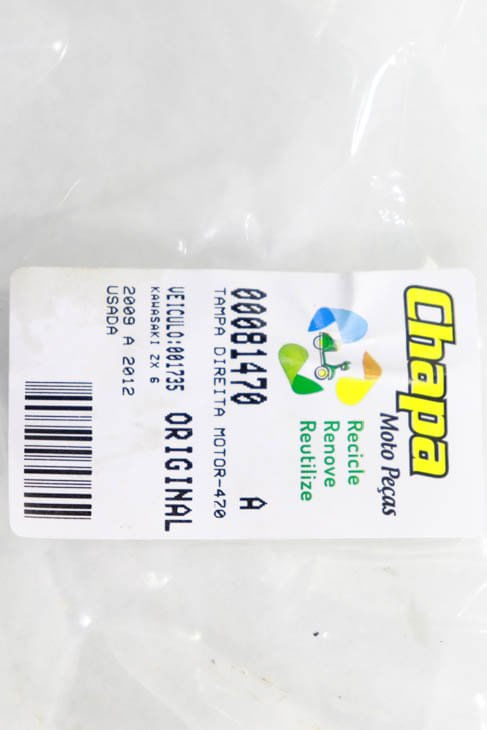 Chapa
Moto Peças
Recicle
Renove
Reutilize
00081470 A
TAMPA DIREITA MOTOR-470
VEICULO:001735 ORIGINAL
KAWASAKI ZX 6
2009 A 2012
USADA